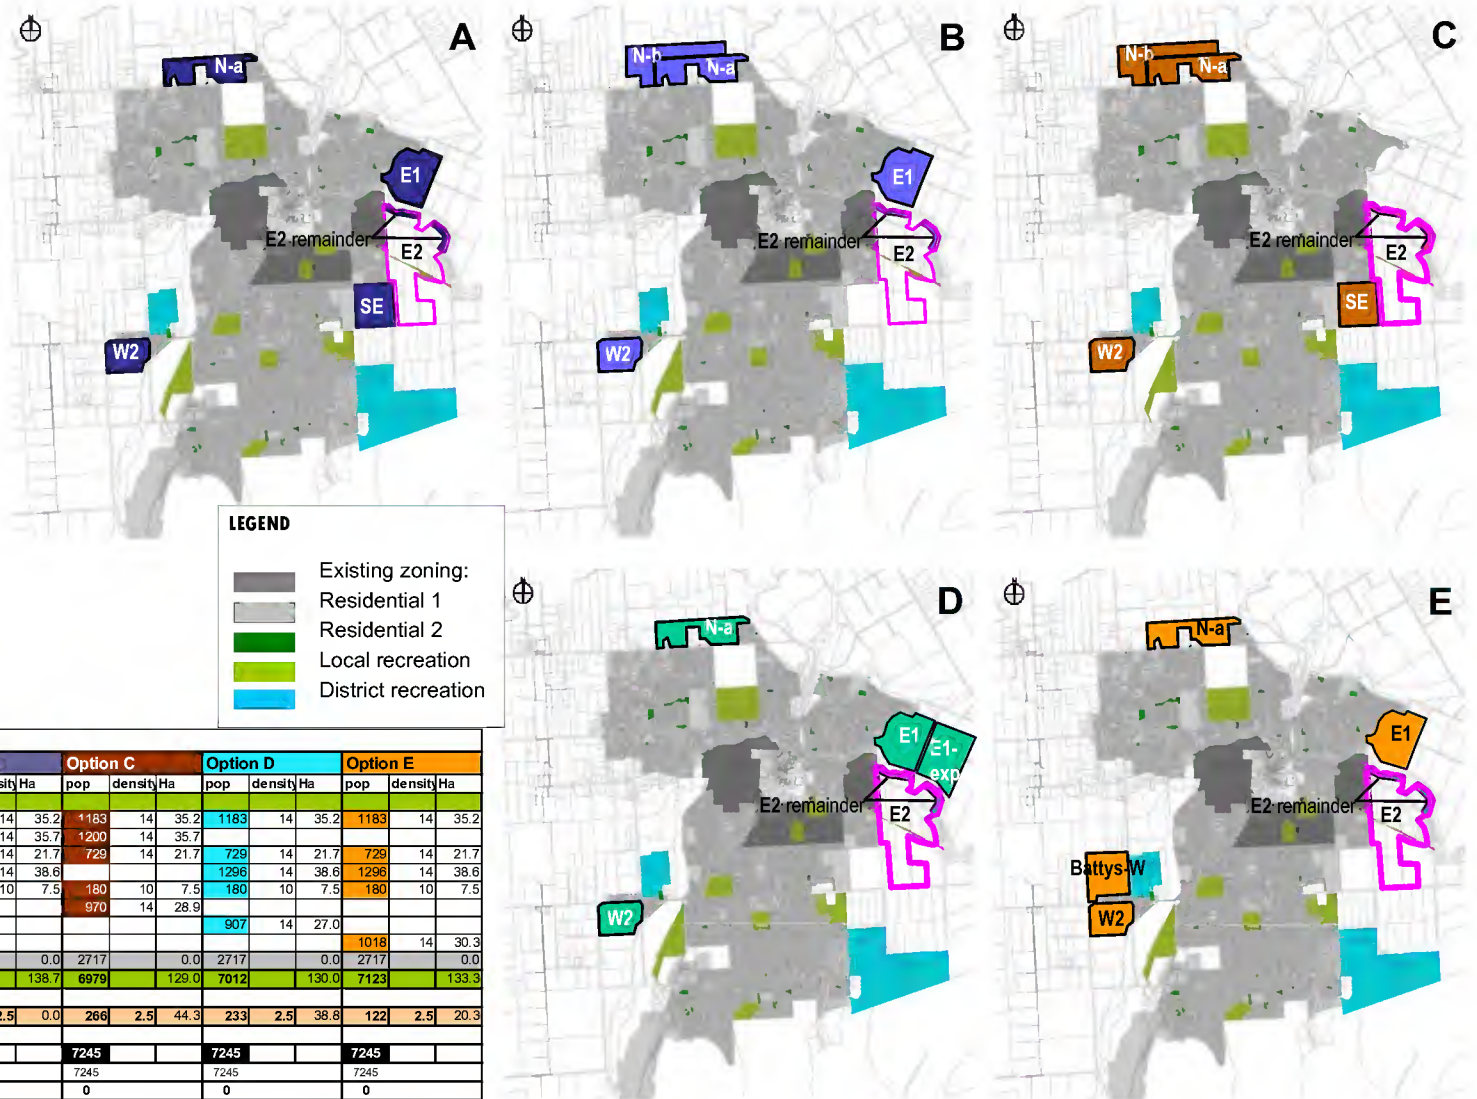 A
N-a
E1
E2 remainder
E2
SE
W2
B
N-b
N-a
E1
E2 remainder
E2
W2
C
N-b
N-a
E2 remainder
E2
SE
W2
LEGEND
Existing zoning:
Residential 1
Residential 2
Local recreation
District recreation
D
N-a
E1
E1-
exp
E2 remainder
E2
W2
E
N-a
E1
E2 remainder
E2
Battys-W
W2
Option C Option D Option E
sity Ha pop density Ha pop density Ha pop density Ha
14 35.2 1183 14 35.2 1183 14 35.2 1183 14 35.2
14 35.7 1200 14 35.7
14 21.7 729 14 21.7 729 14 21.7 729 14 21.7
14 38.6 1296 14 38.6 1296 14 38.6
10 7.5 180 10 7.5 180 10 7.5 180 10 7.5
970 14 28.9
907 14 27.0
1018 14 30.3
0.0 2717 0.0 2717 0.0 2717 0.0
138.7 6979 129.0 7012 130.0 7123 133.3
2.5 0.0 266 2.5 44.3 233 2.5 38.8 122 2.5 20.3
7245 7245 7245
7245 7245 7245
0 0 0